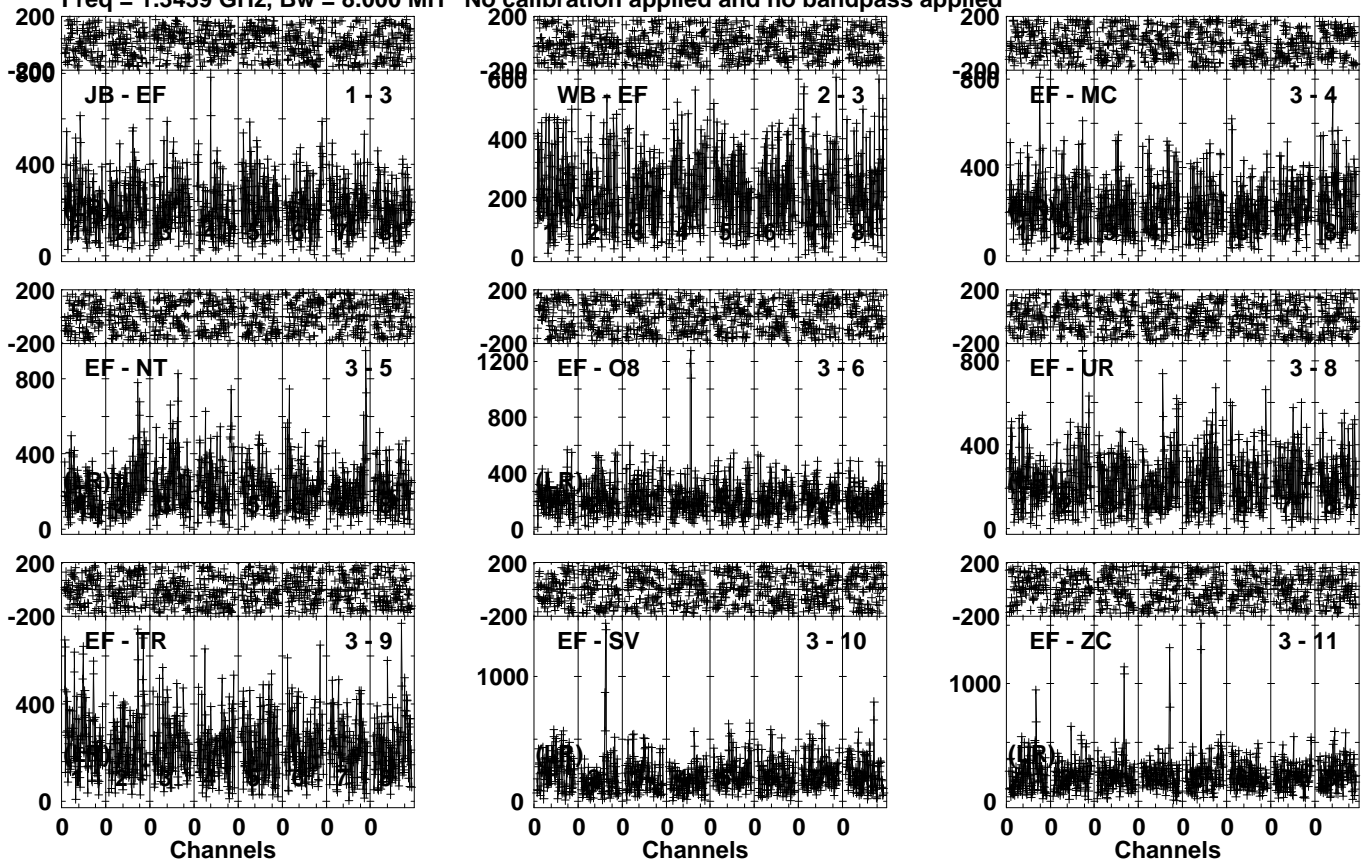 Freq = 1.5459 GHz, Bw = 8.000 MH No calibration applied and no bandpass applied
200 200 200
-200 -200 -200
800 600 800
JB - EF 1 - 3 WB - EF 2 - 3 EF - MC 3 - 4
400 400 400
200
0 0 0
200 200 200
-200 -200 -200
EF - NT 3 - 5 EF - O8 3 - 6 EF - UR 3 - 8
800 1200 800
800
400 400 400
0 0 0
200 200 200
-200 -200 -200
EF - TR 3 - 9 EF - SV 3 - 10 EF - ZC 3 - 11
1000 1000
400
0 0 0
0 0 0 0 0 0 0 0 0 0 0 0 0 0 0 0 0 0 0 0 0 0 0 0
Channels Channels Channels